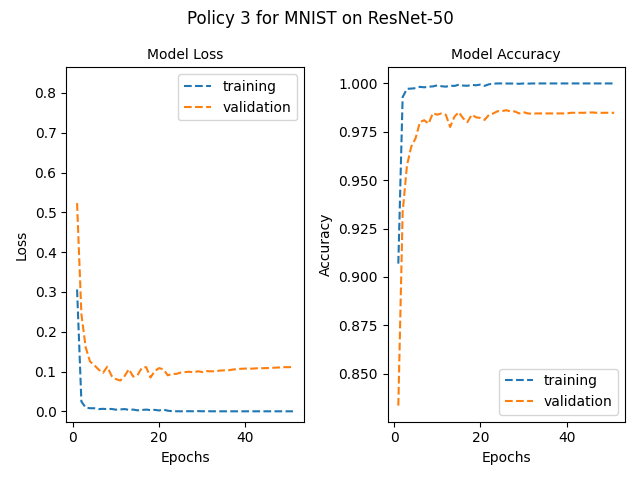 Policy 3 for MNIST on ResNet-50
Model Loss
training
validation
0.8
0.7
0.6
0.5
0.4
0.3
0.2
0.1
0.0
Loss
0
20
40
Epochs
Model Accuracy
1.000
0.975
0.950
0.925
0.900
0.875
0.850
Accuracy
training
validation
0
20
40
Epochs